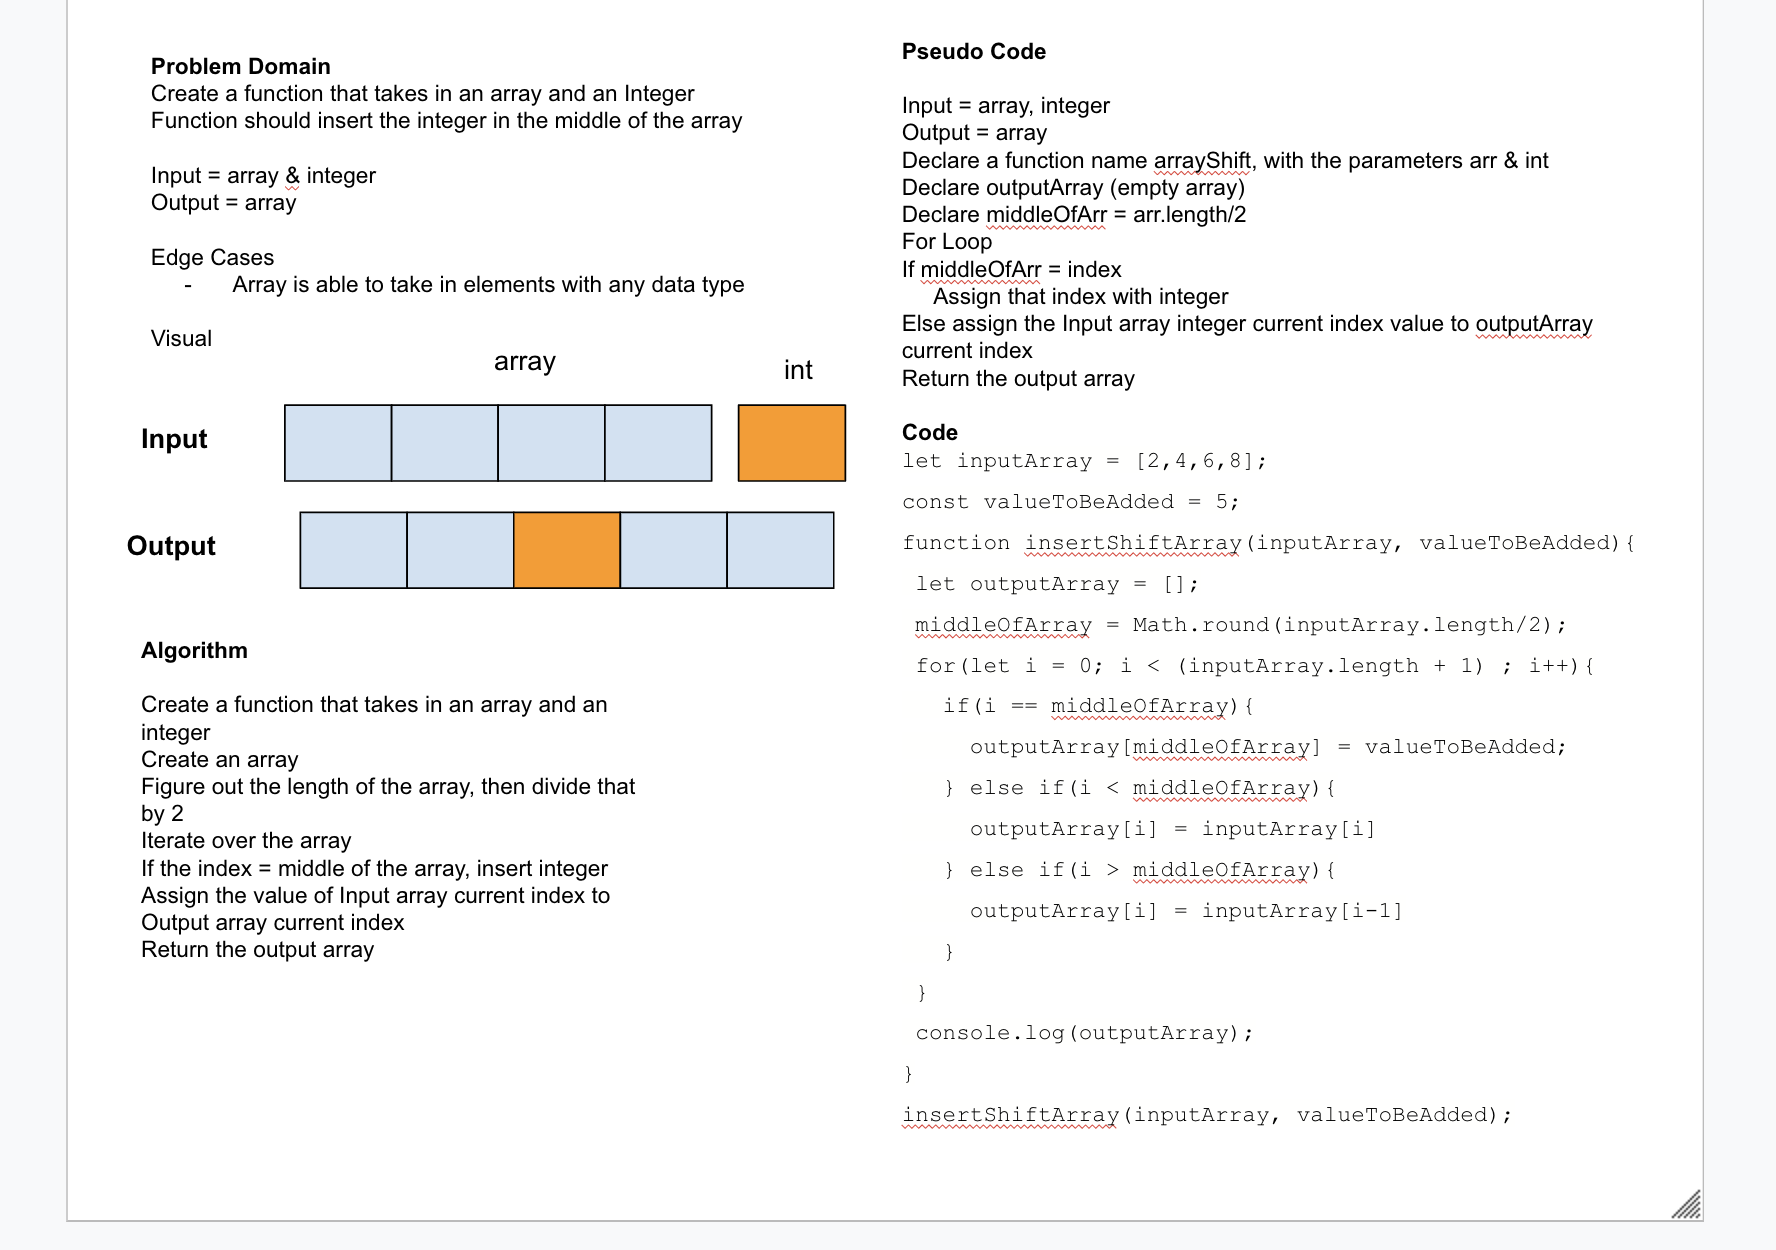 Problem Domain
Create a function that takes in an array and an Integer
Function should insert the integer in the middle of the array
Input = array & integer
Output = array
Edge Cases
- Array is able to take in elements with any data type
Visual
array
int
Input
Output
Algorithm
Create a function that takes in an array and an
integer
Create an array
Figure out the length of the array, then divide that
by 2
Iterate over the array
If the index = middle of the array, insert integer
Assign the value of Input array current index to
Output array current index
Return the output array
Pseudo Code
Input = array, integer
Output = array
Declare a function name arrayShift, with the parameters arr & int
Declare outputArray (empty array)
Declare middleOfArr = arr.length/2
For Loop
If middleOfArr = index
Assign that index with integer
Else assign the Input array integer current index value to outputArray
current index
Return the output array
Code
let inputArray = [2,4,6,8];
const valueToBeAdded = 5;
function insertShiftArray(inputArray, valueToBeAdded){
let outputArray = [];
middleOfArray = Math.round(inputArray.length/2);
for(let i = 0; i < (inputArray.length + 1) ; i++){
if(i == middleOfArray){
outputArray[middleOfArray] = valueToBeAdded;
} else if(i < middleOfArray){
outputArray[i] = inputArray[i]
} else if(i > middleOfArray){
outputArray[i] = inputArray[i-1]
}
}
console.log(outputArray);
}
insertShiftArray(inputArray, valueToBeAdded);